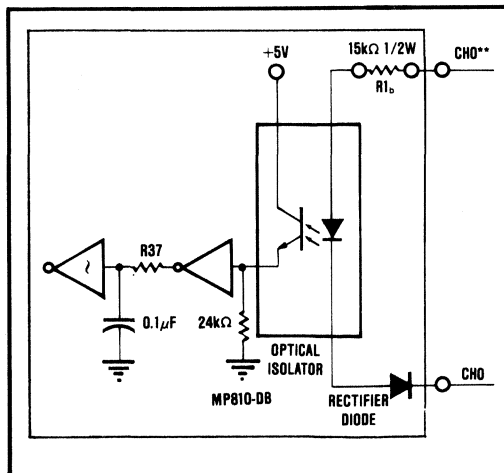 15kΩ 1/2W
+5V
CHO**
R1b
R37
~
0.1μF
24kΩ
OPTICAL
ISOLATOR
MP810-DB
CHO
RECTIFIER
DIODE